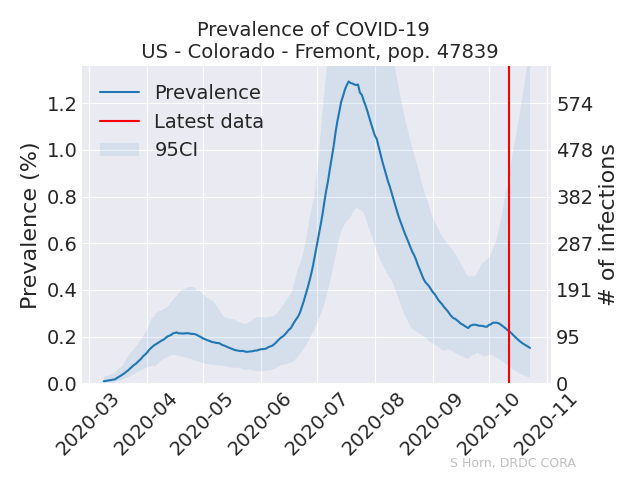 Prevalence of COVID-19
US - Colorado - Fremont, pop. 47839
Prevalence
Latest data
95CI
Prevalence (%)
1.2
1.0
0.8
0.6
0.4
0.2
0.0
574
478
382
287
191
95
0
# of infections
2020-03
2020-04
2020-05
2020-06
2020-07
2020-08
2020-09
2020-10
2020-11
S Horn, DRDC CORA